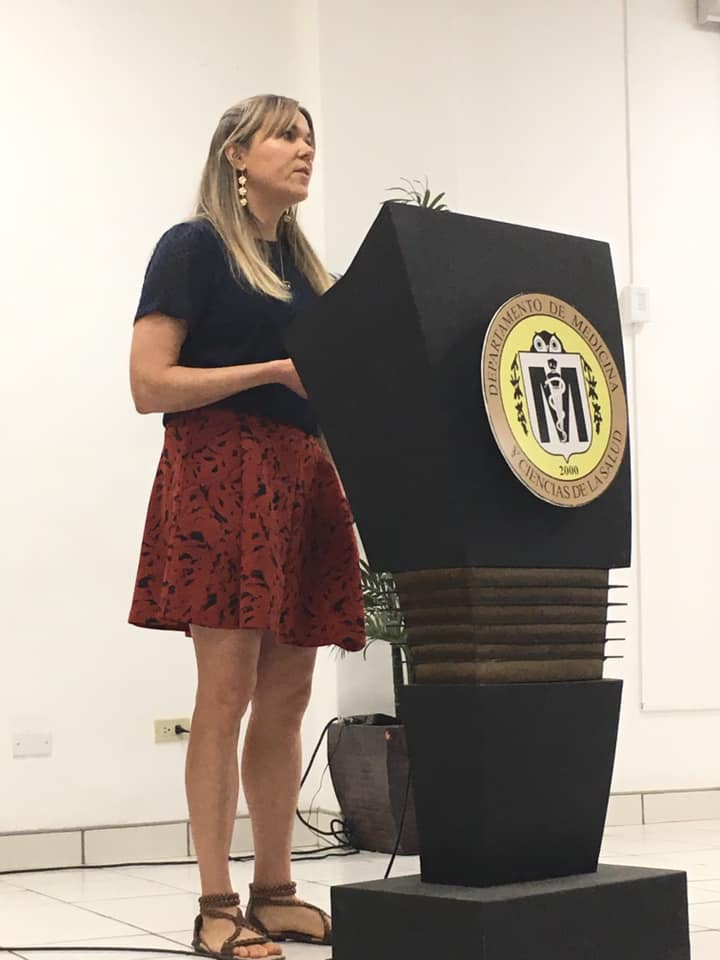 DEPARTAMENTO DE MEDICINA
M
2000
Y CIENCIAS DE LA SALUD